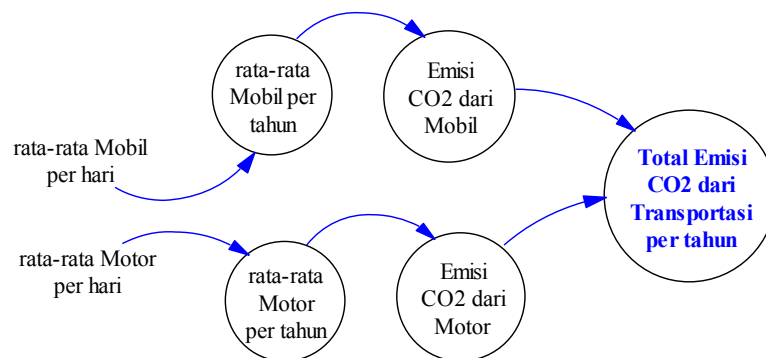 rata-rata
Mobil per
tahun
Emisi
CO2 dari
Mobil
rata-rata Mobil
per hari
Total Emisi
CO2 dari
Transportasi
per tahun
rata-rata Motor
per hari
rata-rata
Motor
per tahun
Emisi
CO2 dari
Motor